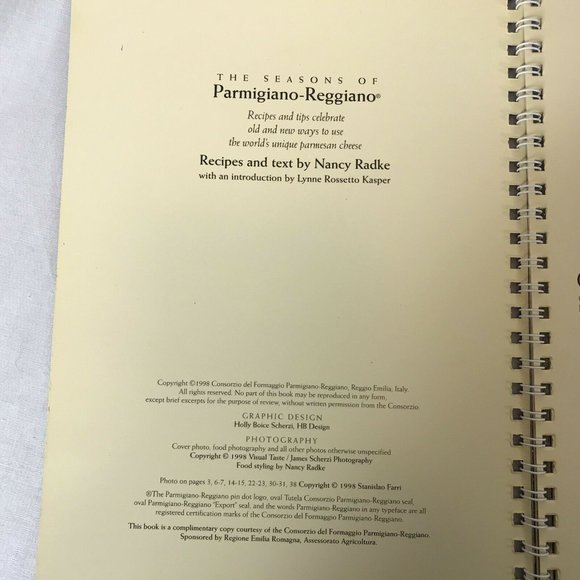 THE SEASONS OF
Parmigiano-Reggiano®
Recipes and tips celebrate
old and new ways to use
the world's unique parmesan cheese
Recipes and text by Nancy Radke
with an introduction by Lynne Rossetto Kasper
Copyright ©1998 Consorzio del Formaggio Parmigiano-Reggiano, Reggio Emilia, Italy.
All rights reserved. No part of this book may be reproduced in any form,
except brief excerpts for the purpose of review, without written permission from the Consorzio.
GRAPHIC DESIGN
Holly Boice Scherzi, HB Design
PHOTOGRAPHY
Cover photo, food photography and all other photos otherwise unspecified
Copyright © 1998 Visual Taste / James Scherzi Photography
Food styling by Nancy Radke
Photo on pages 3, 6-7, 14-15, 22-23, 30-31, 38 Copyright © 1998 Stanislao Farri
®The Parmigiano-Reggiano pin dot logo, oval Tutela Consorzio Parmigiano-Reggiano seal,
oval Parmigiano-Reggiano "Export" seal, and the words Parmigiano-Reggiano in any typeface are all
registered certification marks of the Consorzio del Formaggio Parmigiano-Reggiano.
This book is a complimentary copy courtesy of the Consorzio del Formaggio Parmigiano-Reggiano.
Sponsored by Regione Emilia Romagna, Assessorato Agricoltura.